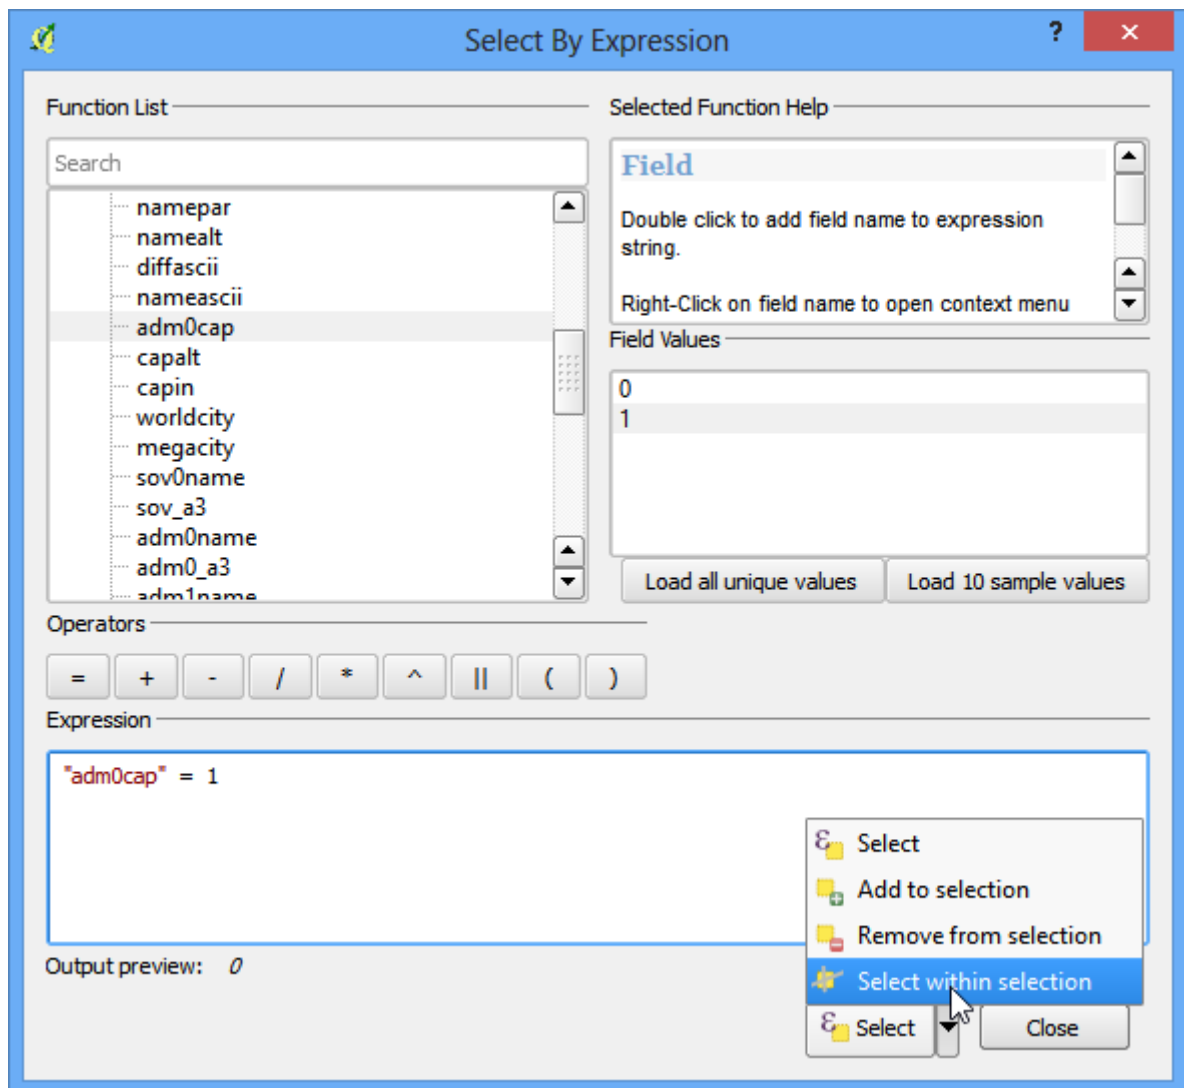 Select By Expression
?
×
Function List
Search
namepar
namealt
diffascii
nameascii
adm0cap
capalt
capin
worldcity
megacity
sov0name
sov_a3
adm0name
adm0_a3
adm1name
Selected Function Help
Field
Double click to add field name to expression
string.
Right-Click on field name to open context menu
Field Values
0
1
Load all unique values
Load 10 sample values
Operators
= + - / * ^ || ( )
Expression
"adm0cap" = 1
Select
Add to selection
Remove from selection
Select within selection
Output preview: 0
Select
Close